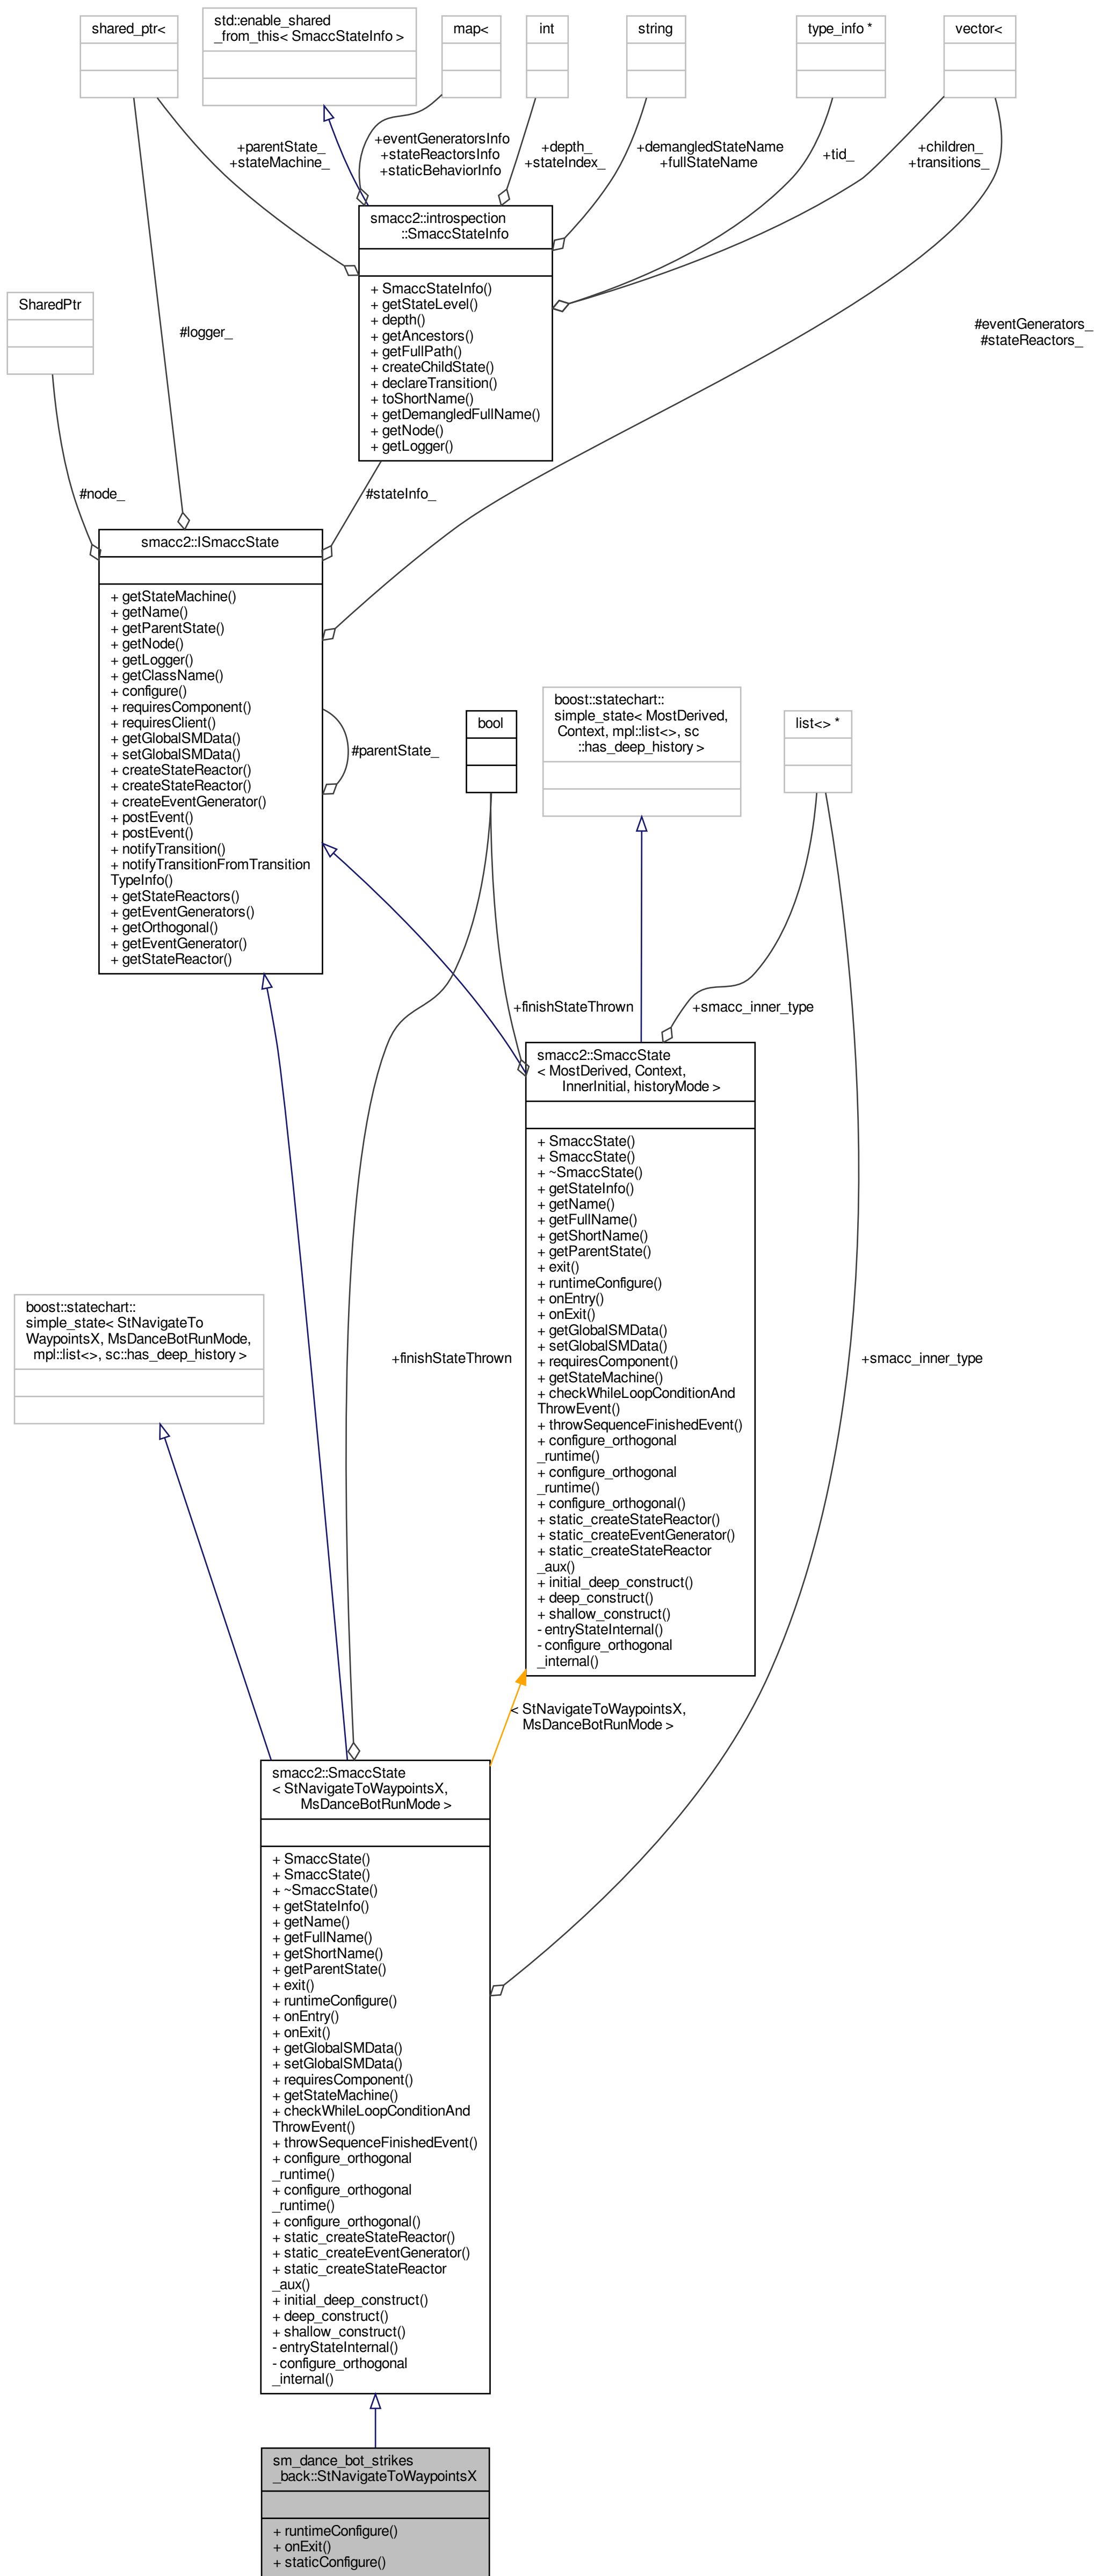 shared_ptr<
std::enable_shared
_from_this< SmaccStateInfo >
map<
int
string
type_info *
vector<
+parentState_
+stateMachine_
+eventGeneratorsInfo
+stateReactorsInfo
+staticBehaviorInfo
+depth_
+stateIndex_
+demangledStateName
+fullStateName
+tid_
+children_
+transitions_
smacc2::introspection
::SmaccStateInfo
+ SmaccStateInfo()
+ getStateLevel()
+ depth()
+ getAncestors()
+ getFullPath()
+ createChildState()
+ declareTransition()
+ toShortName()
+ getDemangledFullName()
+ getNode()
+ getLogger()
SharedPtr
#logger_
#eventGenerators_
#stateReactors_
#node_
#stateInfo_
smacc2::ISmaccState
+ getStateMachine()
+ getName()
+ getParentState()
+ getNode()
+ getLogger()
+ getClassName()
+ configure()
+ requiresComponent()
+ requiresClient()
+ getGlobalSMData()
+ setGlobalSMData()
+ createStateReactor()
+ createStateReactor()
+ createEventGenerator()
+ postEvent()
+ postEvent()
+ notifyTransition()
+ notifyTransitionFromTransition
TypeInfo()
+ getStateReactors()
+ getEventGenerators()
+ getOrthogonal()
+ getEventGenerator()
+ getStateReactor()
#parentState_
bool
boost::statechart::
simple_state< MostDerived,
Context, mpl::list<>, sc
::has_deep_history >
list<> *
+finishStateThrown
+smacc_inner_type
smacc2::SmaccState
< MostDerived, Context,
InnerInitial, historyMode >
+ SmaccState()
+ SmaccState()
+ ~SmaccState()
+ getStateInfo()
+ getName()
+ getFullName()
+ getShortName()
+ getParentState()
+ exit()
+ runtimeConfigure()
+ onEntry()
+ onExit()
+ getGlobalSMData()
+ setGlobalSMData()
+ requiresComponent()
+ getStateMachine()
+ checkWhileLoopConditionAnd
ThrowEvent()
+ throwSequenceFinishedEvent()
+ configure_orthogonal
_runtime()
+ configure_orthogonal
_runtime()
+ configure_orthogonal()
+ static_createStateReactor()
+ static_createEventGenerator()
+ static_createStateReactor
_aux()
+ initial_deep_construct()
+ deep_construct()
+ shallow_construct()
- entryStateInternal()
- configure_orthogonal
_internal()
boost::statechart::
simple_state< StNavigateTo
WaypointsX, MsDanceBotRunMode,
mpl::list<>, sc::has_deep_history >
+finishStateThrown
+smacc_inner_type
< StNavigateToWaypointsX,
MsDanceBotRunMode >
smacc2::SmaccState
< StNavigateToWaypointsX,
MsDanceBotRunMode >
+ SmaccState()
+ SmaccState()
+ ~SmaccState()
+ getStateInfo()
+ getName()
+ getFullName()
+ getShortName()
+ getParentState()
+ exit()
+ runtimeConfigure()
+ onEntry()
+ onExit()
+ getGlobalSMData()
+ setGlobalSMData()
+ requiresComponent()
+ getStateMachine()
+ checkWhileLoopConditionAnd
ThrowEvent()
+ throwSequenceFinishedEvent()
+ configure_orthogonal
_runtime()
+ configure_orthogonal
_runtime()
+ configure_orthogonal()
+ static_createStateReactor()
+ static_createEventGenerator()
+ static_createStateReactor
_aux()
+ initial_deep_construct()
+ deep_construct()
+ shallow_construct()
- entryStateInternal()
- configure_orthogonal
_internal()
sm_dance_bot_strikes
_back::StNavigateToWaypointsX
+ runtimeConfigure()
+ onExit()
+ staticConfigure()